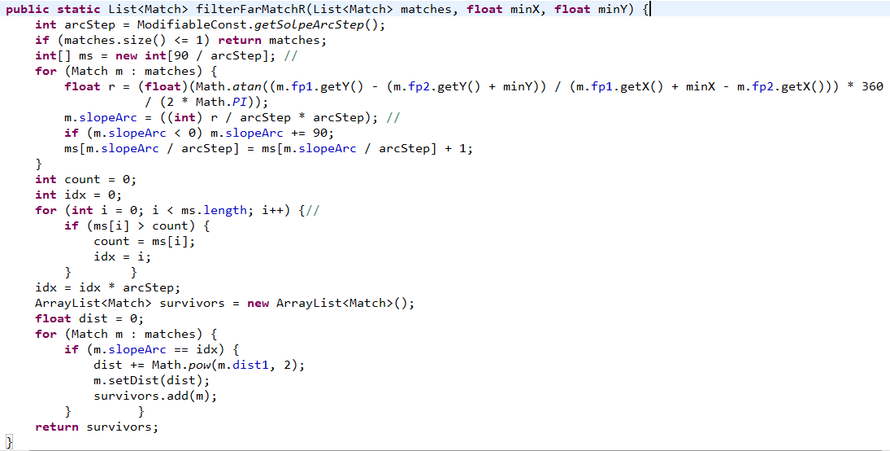 public static List<Match> filterFarMatchR(List<Match> matches, float minX, float minY) {
    int arcStep = ModifiableConst.getSolpeArcStep();
    if (matches.size() <= 1) return matches;
    int[] ms = new int[90 / arcStep]; //
    for (Match m : matches) {
        float r = (float)(Math.atan((m.fp1.getY() - (m.fp2.getY() + minY)) / (m.fp1.getX() + minX - m.fp2.getX())) * 360
                / (2 * Math.PI));
        m.slopeArc = ((int) r / arcStep * arcStep); //
        if (m.slopeArc < 0) m.slopeArc += 90;
        ms[m.slopeArc / arcStep] = ms[m.slopeArc / arcStep] + 1;
    }
    int count = 0;
    int idx = 0;
    for (int i = 0; i < ms.length; i++) {//
        if (ms[i] > count) {
            count = ms[i];
            idx = i;
        }        }
    idx = idx * arcStep;
    ArrayList<Match> survivors = new ArrayList<Match>();
    float dist = 0;
    for (Match m : matches) {
        if (m.slopeArc == idx) {
            dist += Math.pow(m.dist1, 2);
            m.setDist(dist);
            survivors.add(m);
        }         }
    return survivors;
}